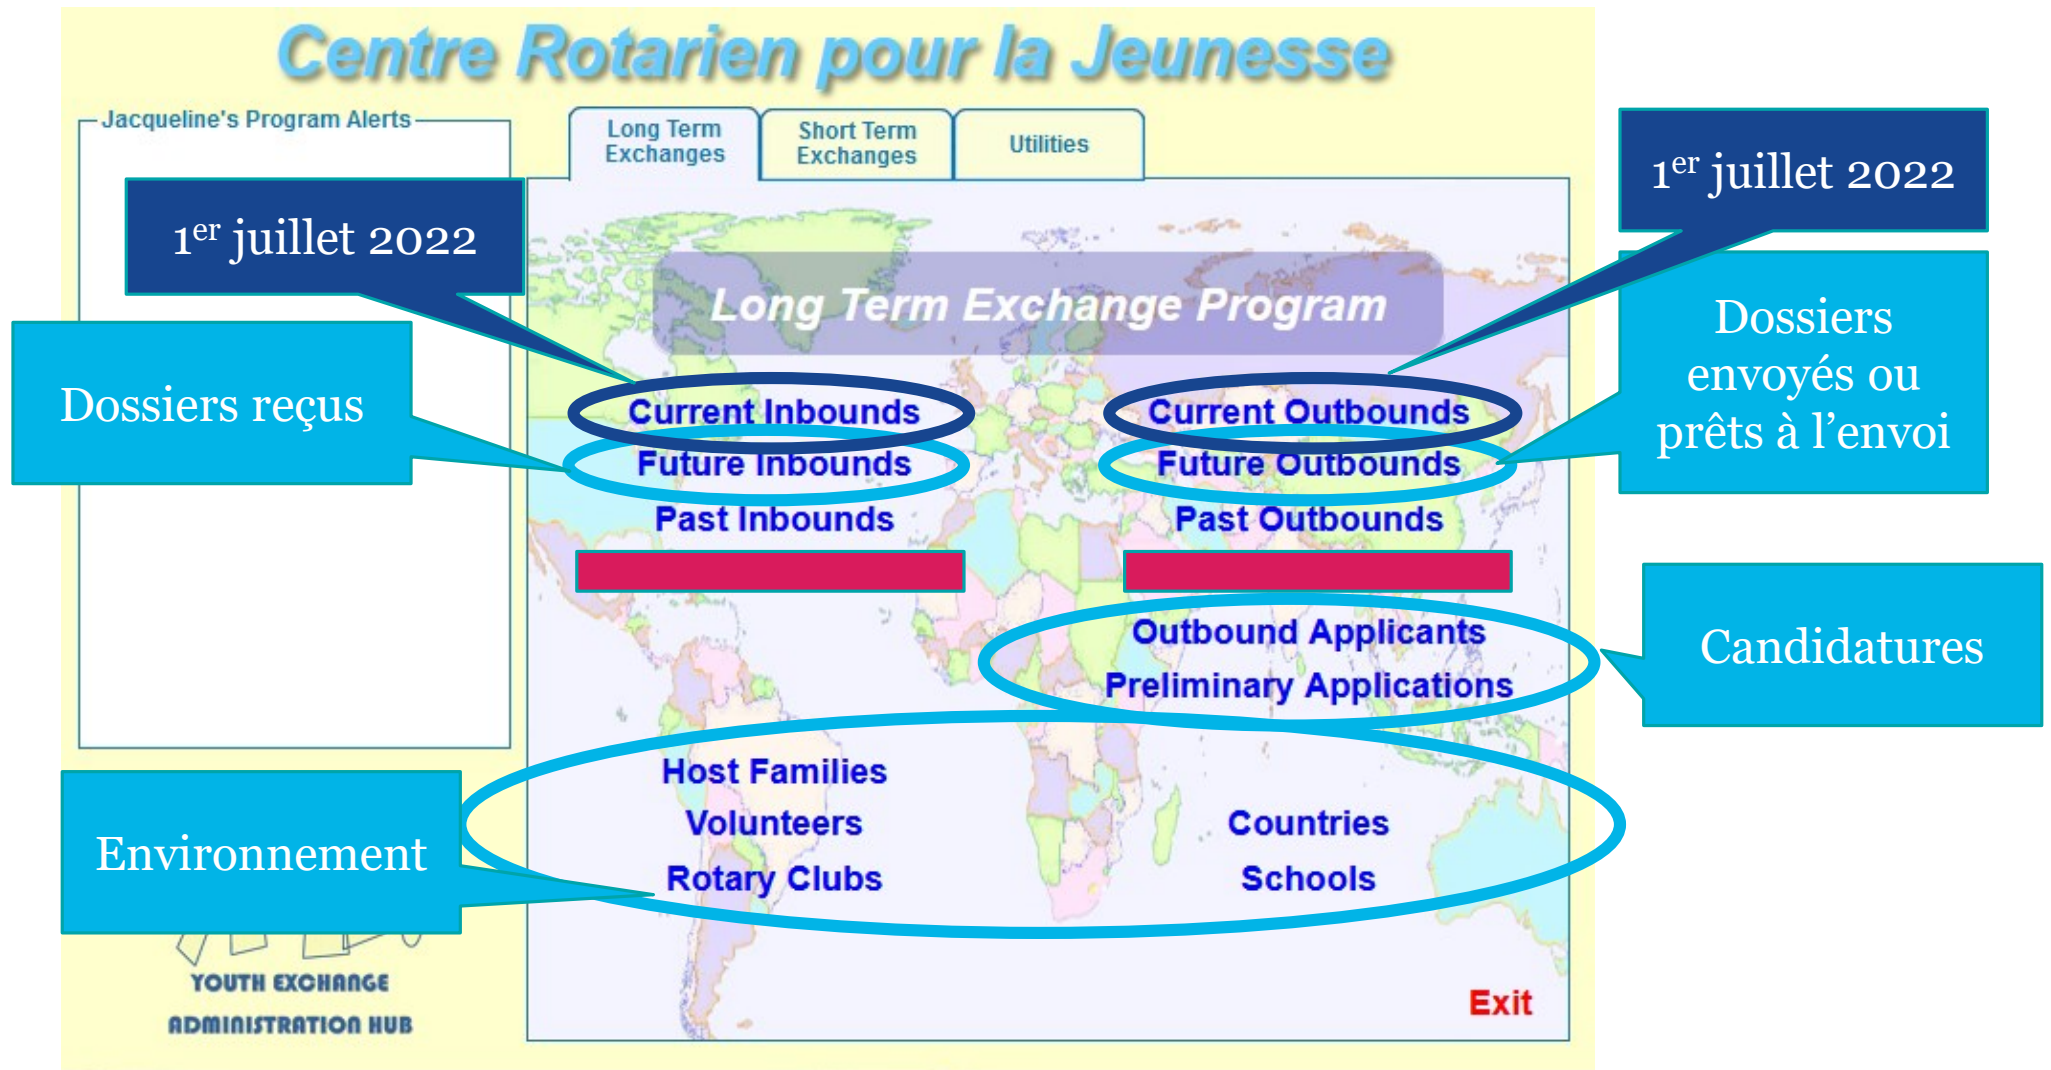 Centre Rotarien pour la Jeunesse
Jacqueline's Program Alerts
Long Term
Exchanges
Short Term
Exchanges
Utilities
1er juillet 2022
1er juillet 2022
Long Term Exchange Program
Dossiers reçus
Dossiers
envoyés ou
prêts à l’envoi
Current Inbounds
Current Outbounds
Future Inbounds
Future Outbounds
Past Inbounds
Past Outbounds
Outbound Applicants
Preliminary Applications
Candidatures
Host Families
Volunteers
Countries
Rotary Clubs
Schools
Environnement
YOUTH EXCHANGE
ADMINISTRATION HUB
Exit